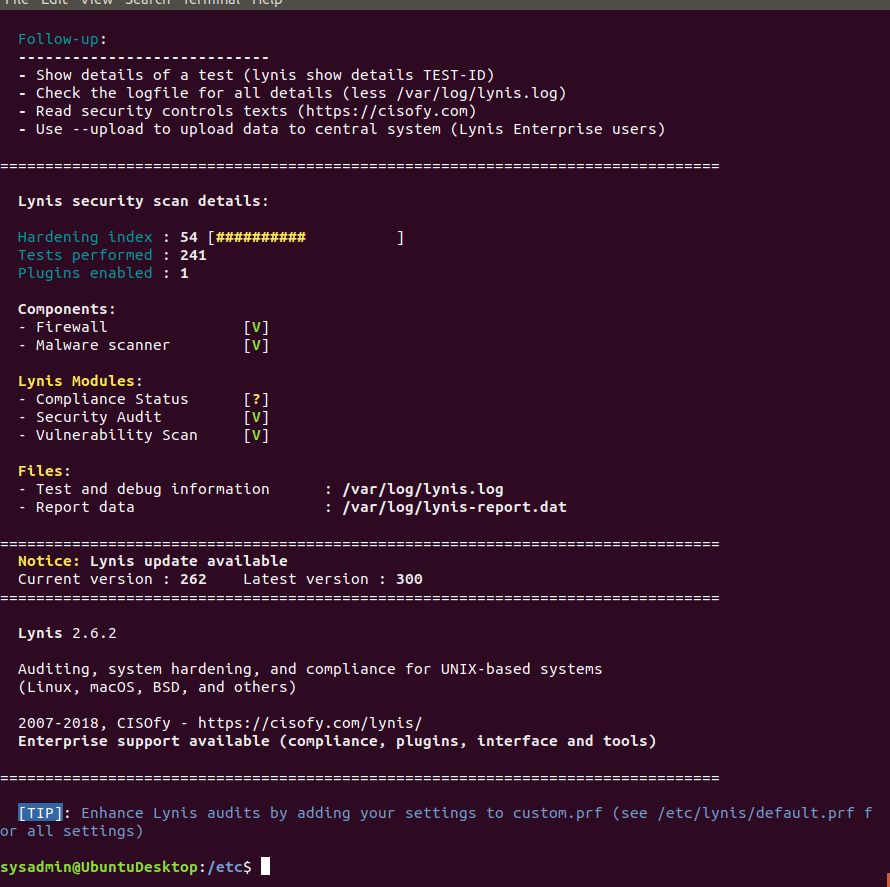 File Edit View Search Terminal Help
Follow-up:
----------------------------
- Show details of a test (lynis show details TEST-ID)
- Check the logfile for all details (less /var/log/lynis.log)
- Read security controls texts (https://cisofy.com)
- Use --upload to upload data to central system (Lynis Enterprise users)
================================================================================
Lynis security scan details:
Hardening index : 54 [##########          ]
Tests performed : 241
Plugins enabled : 1
Components:
- Firewall               [V]
- Malware scanner        [V]
Lynis Modules:
- Compliance Status      [?]
- Security Audit         [V]
- Vulnerability Scan     [V]
Files:
- Test and debug information      : /var/log/lynis.log
- Report data                     : /var/log/lynis-report.dat
================================================================================
Notice: Lynis update available
Current version : 262    Latest version : 300
================================================================================
Lynis 2.6.2
Auditing, system hardening, and compliance for UNIX-based systems
(Linux, macOS, BSD, and others)
2007-2018, CISOfy - https://cisofy.com/lynis/
Enterprise support available (compliance, plugins, interface and tools)
================================================================================
[TIP]: Enhance Lynis audits by adding your settings to custom.prf (see /etc/lynis/default.prf f
or all settings)
sysadmin@UbuntuDesktop:/etc$